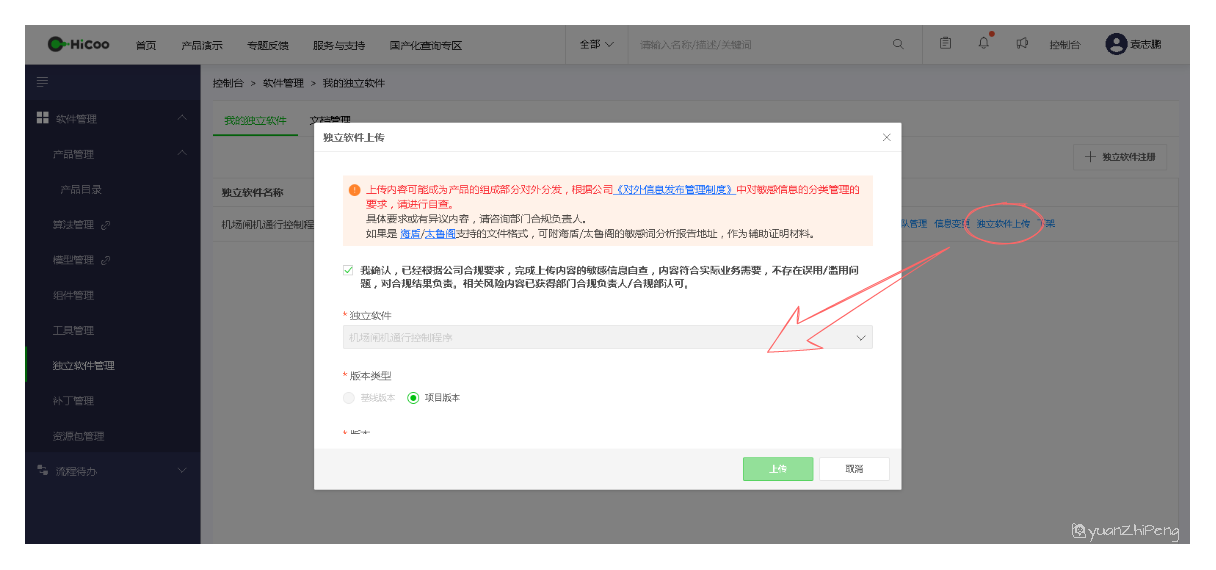 HiCoo 首页 产品演示 专题反馈 服务与支持 国产化查询专区 全部 请输入名称/描述/关键词 控制台 袁志鹏
控制台 > 软件管理 > 我的独立软件
软件管理
产品管理
产品目录
算法管理
模型管理
组件管理
工具管理
独立软件管理
补丁管理
资源包管理
流程待办
我的独立软件 文档管理
独立软件注册
独立软件名称
机场闸机通行控制程
管理 信息变 独立软件上传 架
独立软件上传
上传内容可能成为产品的组成部分对外分发，根据公司《对外信息发布管理制度》中对敏感信息的分类管理的
要求，请进行自查。
具体要求或有异议内容，请咨询部门合规负责人。
如果是 海盾/太鲁阁支持的文件格式，可附海盾/太鲁阁的敏感词分析报告地址，作为辅助证明材料。
我确认，已经根据公司合规要求，完成上传内容的敏感信息自查，内容符合实际业务需要，不存在误用/滥用问
题，对合规结果负责。相关风险内容已获得部门合规负责人/合规部认可。
* 独立软件
机场闸机通行控制程序
* 版本类型
基线版本 项目版本
上传 取消
yuanZhiPeng